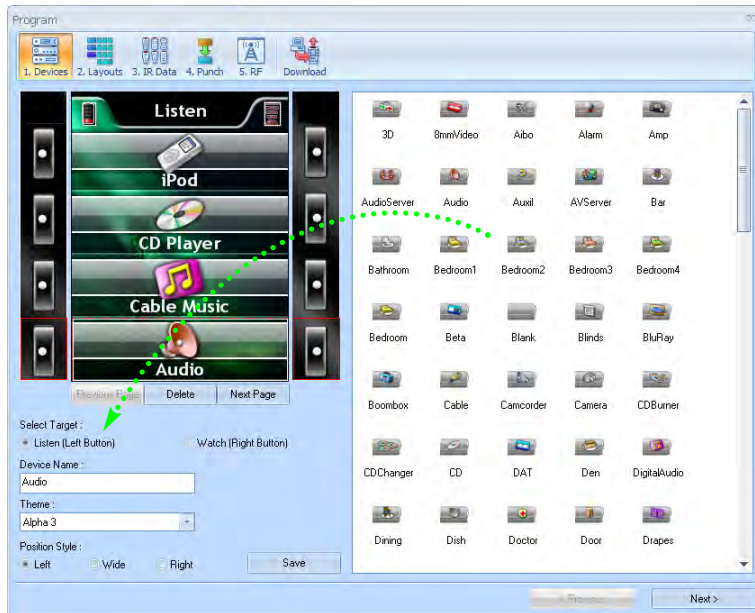 Program
1. Devices 2. Layouts 3. IR Data 4. Punch 5. RF Download
Listen
iPod
CD Player
Cable Music
Audio
Previous Page Delete Next Page
Select Target :
Listen (Left Button) Watch (Right Button)
Device Name :
Audio
Theme :
Alpha 3
Position Style :
Left Wide Right Save
3D 8mmVideo Aibo Alarm Amp
AudioServer Audio Auxil AVServer Bar
Bathroom Bedroom1 Bedroom2 Bedroom3 Bedroom4
Bedroom Beta Blank Blinds BluRay
Boombox Cable Camcorder Camera CDBurner
CDChanger CD DAT Den DigitalAudio
Dining Dish Doctor Door Drapes
< Previous Next >